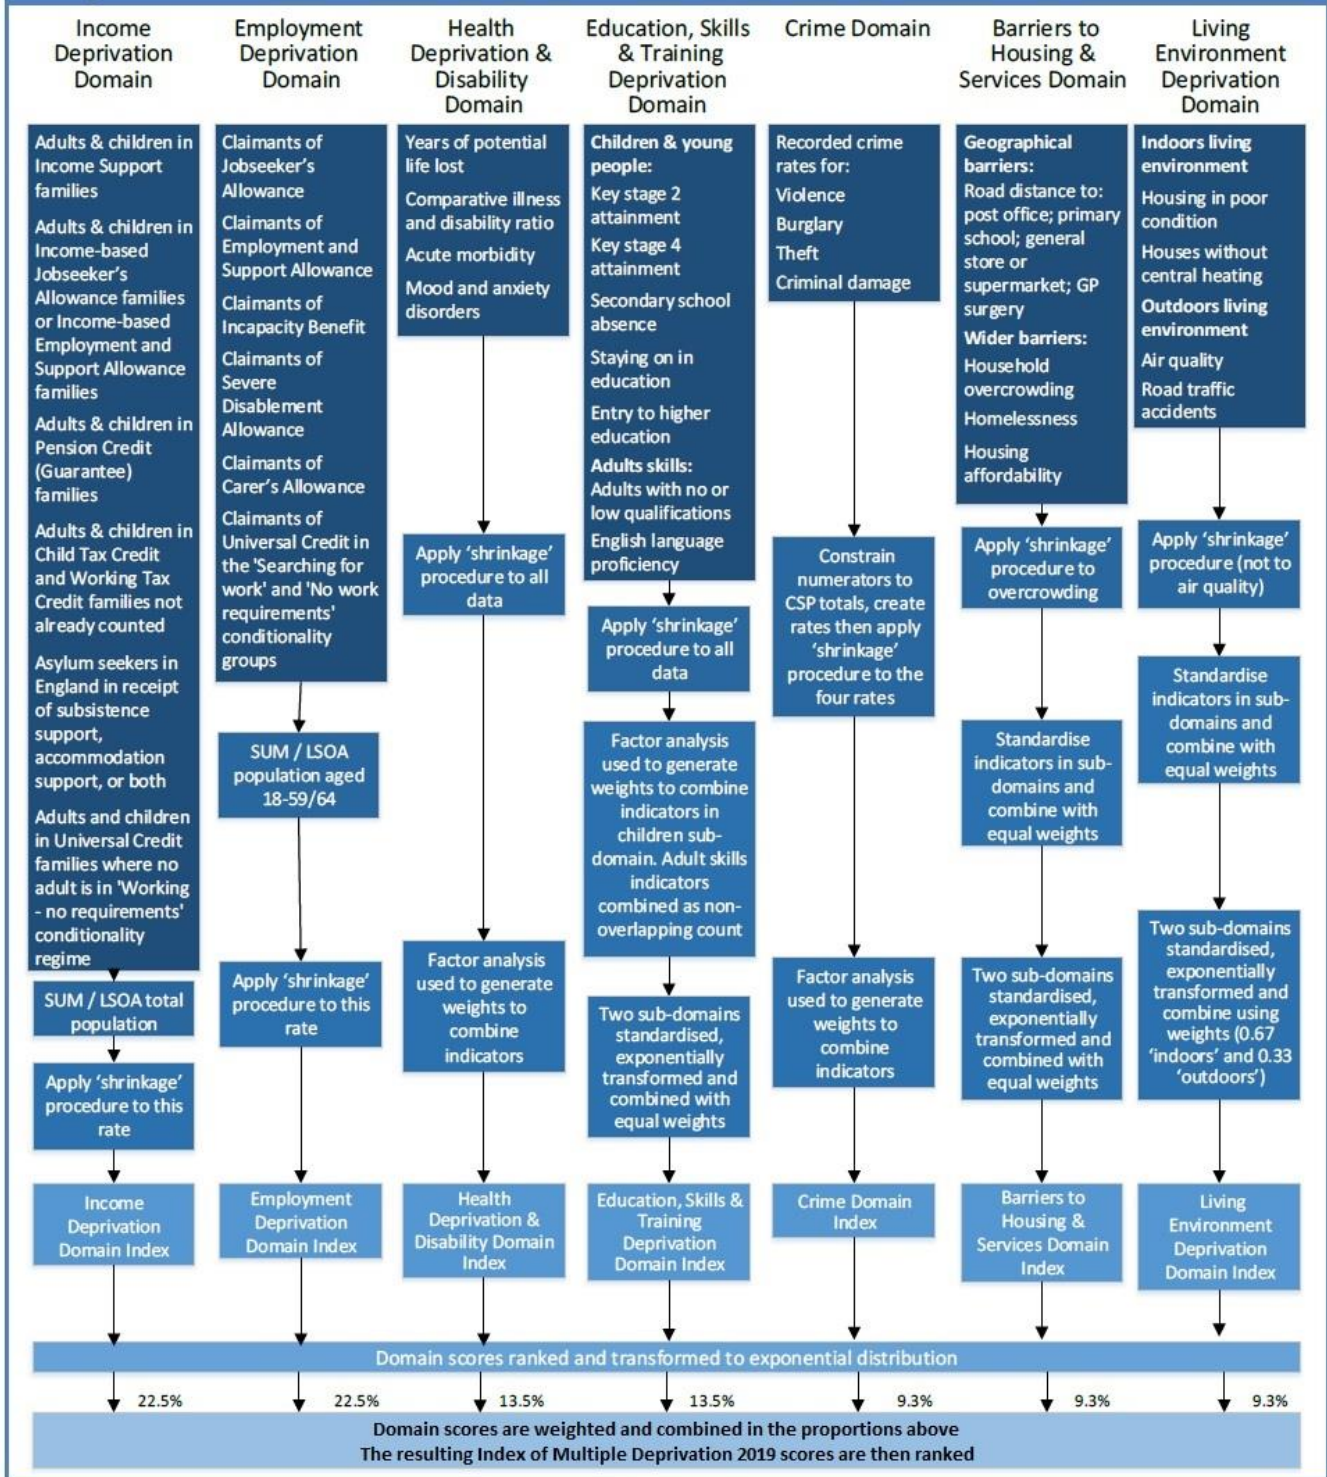 Income
Deprivation
Domain
Employment
Deprivation
Domain
Health
Deprivation &
Disability
Domain
Education, Skills
& Training
Deprivation
Domain
Crime Domain
Barriers to
Housing &
Services Domain
Living
Environment
Deprivation
Domain
Adults & children in
Income Support
families
Adults & children in
Income-based
Jobseeker's
Allowance families
or Income-based
Employment and
Support Allowance
families
Adults & children in
Pension Credit
(Guarantee)
families
Adults & children in
Child Tax Credit
and Working Tax
Credit families not
already counted
Asylum seekers in
England in receipt
of subsistence
support,
accommodation
support, or both
Adults and children
in Universal Credit
families where no
adult is in 'Working
- no requirements'
conditionality
regime
SUM / LSOA total
population
Apply ‘shrinkage’
procedure to this
rate
Income
Deprivation
Domain Index
Claimants of
Jobseeker’s
Allowance
Claimants of
Employment and
Support Allowance
Claimants of
Incapacity Benefit
Claimants of
Severe
Disablement
Allowance
Claimants of
Carer’s Allowance
Claimants of
Universal Credit in
the 'Searching for
work' and 'No work
requirements'
conditionality
groups
SUM / LSOA
population aged
18-59/64
Apply ‘shrinkage’
procedure to this
rate
Employment
Deprivation
Domain Index
Years of potential
life lost
Comparative illness
and disability ratio
Acute morbidity
Mood and anxiety
disorders
Apply ‘shrinkage’
procedure to all
data
Factor analysis
used to generate
weights to
combine
indicators
Health
Deprivation &
Disability Domain
Index
Children & young
people:
Key stage 2
attainment
Key stage 4
attainment
Secondary school
absence
Staying on in
education
Entry to higher
education
Adults skills:
Adults with no or
low qualifications
English language
proficiency
Apply ‘shrinkage’
procedure to all
data
Factor analysis
used to generate
weights to combine
indicators in
children sub-
domain. Adult skills
indicators
combined as non-
overlapping count
Two sub-domains
standardised,
exponentially
transformed and
combined with
equal weights
Education, Skills &
Training
Deprivation
Domain Index
Recorded crime
rates for:
Violence
Burglary
Theft
Criminal damage
Constrain
numerators to
CSP totals, create
rates then apply
‘shrinkage’
procedure to the
four rates
Factor analysis
used to generate
weights to
combine
indicators
Crime Domain
Index
Geographical
barriers:
Road distance to:
post office; primary
school; general
store or
supermarket; GP
surgery
Wider barriers:
Household
overcrowding
Homelessness
Housing
affordability
Apply ‘shrinkage’
procedure to
overcrowding
Standardise
indicators in sub-
domains and
combine with
equal weights
Two sub-domains
standardised,
exponentially
transformed and
combined with
equal weights
Barriers to
Housing &
Services Domain
Index
Indoors living
environment
Housing in poor
condition
Houses without
central heating
Outdoors living
environment
Air quality
Road traffic
accidents
Apply ‘shrinkage’
procedure (not to
air quality)
Standardise
indicators in sub-
domains and
combine with
equal weights
Two sub-domains
standardised,
exponentially
transformed and
combine using
weights (0.67
‘indoors’ and 0.33
‘outdoors’)
Living
Environment
Deprivation
Domain Index
Domain scores ranked and transformed to exponential distribution
22.5% 22.5% 13.5% 13.5% 9.3% 9.3% 9.3%
Domain scores are weighted and combined in the proportions above
The resulting Index of Multiple Deprivation 2019 scores are then ranked